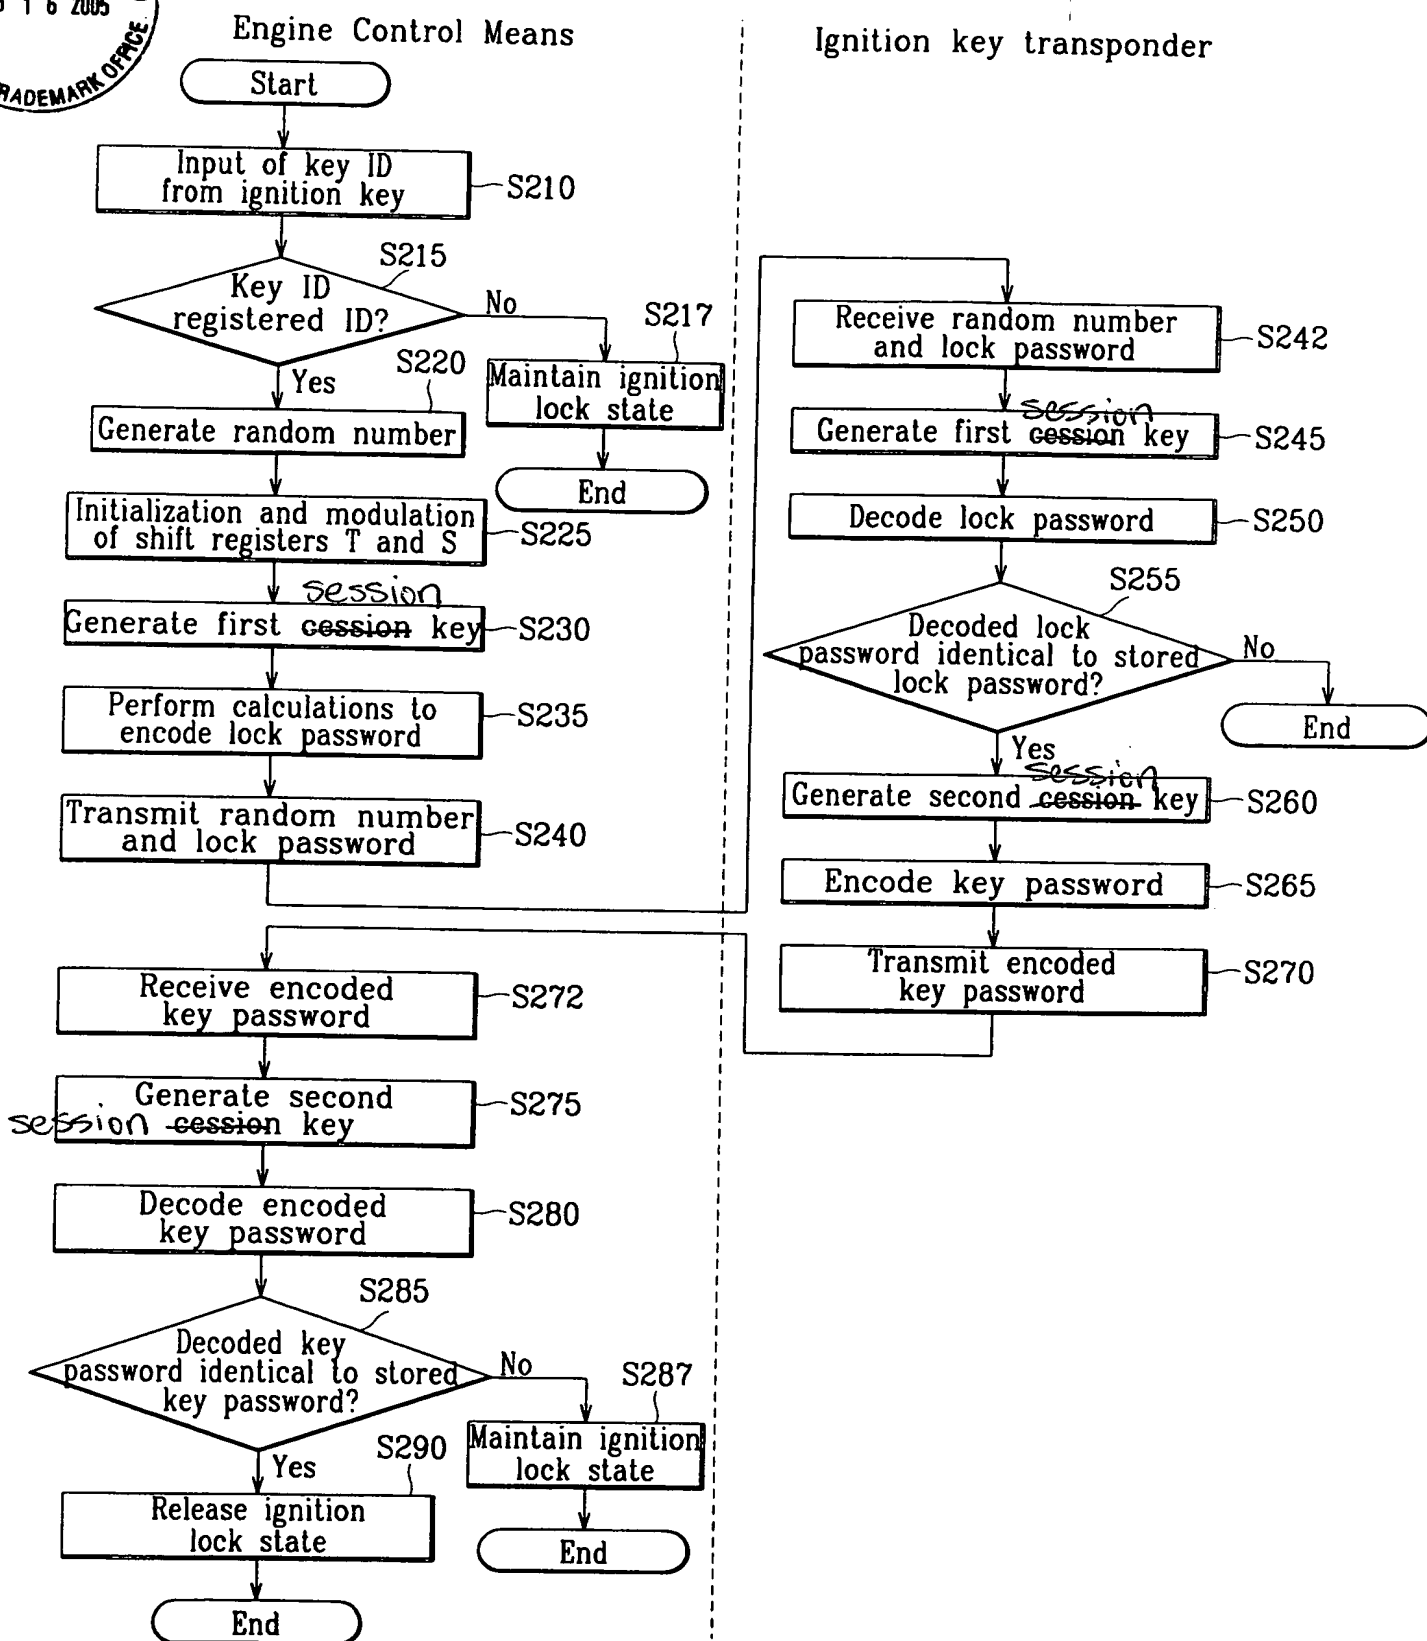 1 6 2005
TRADEMARK OFFICE
Engine Control Means
Ignition key transponder
Start
Input of key ID
from ignition key
S210
S215
Key ID
registered ID?
No
S217
Maintain ignition
lock state
End
Yes
S220
Generate random number
Initialization and modulation
of shift registers T and S
S225
session
Generate first cession key
S230
Perform calculations to
encode lock password
S235
Transmit random number
and lock password
S240
Receive random number
and lock password
S242
session
Generate first cession key
S245
Decode lock password
S250
S255
Decoded lock
password identical to stored
lock password?
No
End
Yes
session
Generate second cession key
S260
Encode key password
S265
Transmit encoded
key password
S270
Receive encoded
key password
S272
Generate second
session cession key
S275
Decode encoded
key password
S280
S285
Decoded key
password identical to stored
key password?
No
S287
Maintain ignition
lock state
End
Yes
S290
Release ignition
lock state
End